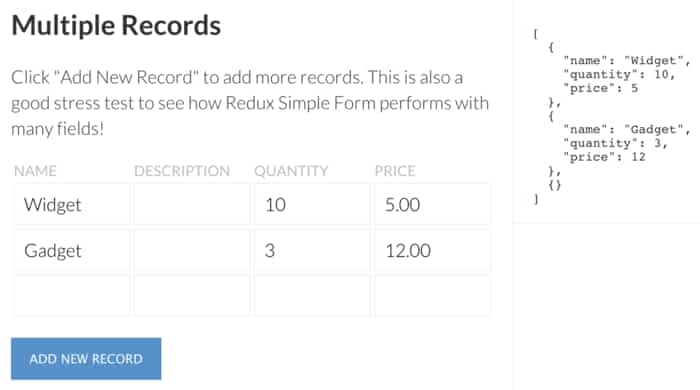 Multiple Records
Click "Add New Record" to add more records. This is also a
good stress test to see how Redux Simple Form performs with
many fields!
NAME DESCRIPTION QUANTITY PRICE
Widget 10 5.00
Gadget 3 12.00
ADD NEW RECORD
[
{
"name": "Widget",
"quantity": 10,
"price": 5
},
{
"name": "Gadget",
"quantity": 3,
"price": 12
},
{}
]